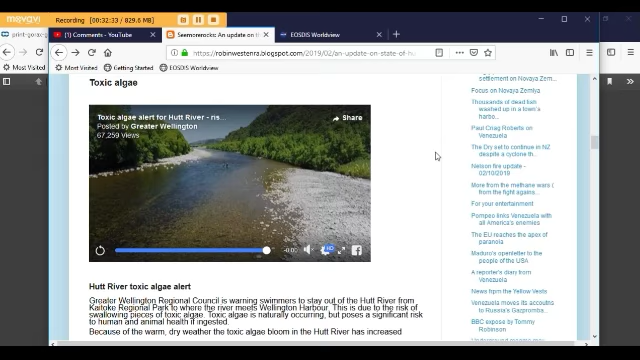 movavi
Recording 00:32:33 / 829.6 MB
print-gora
(1) Comments - YouTube
Seemorerocks: An update on th
EOSDIS Worldview
https://robinwestenra.blogspot.com/2019/02/an-update-on-state-of-h
Most Visited
Most Visited
EOSDIS Worldview
Toxic algae
Toxic algae alert for Hutt River - ris...
Posted by Greater Wellington
67,259 Views
Share
-0:00
HD
Hutt River toxic algae alert
Greater Wellington Regional Council is warning swimmers to stay out of the Hutt River from
Kaitoke Regional Park to where the river meets Wellington Harbour. This is due to the risk of
swallowing pieces of toxic algae. Toxic algae is naturally occurring, but poses a significant risk
to human and animal health if ingested.
Because of the warm, dry weather the toxic algae bloom in the Hutt River has increased
settlement on Novaya Zem
Focus on Novaya Zemlya
Thousands of dead fish
washed up in a town's
harbo...
Paul Craig Roberts on
Venezuela
The Dry set to continue in NZ
despite a cyclone th
Nelson fire update -
02/10/2019
More from the methane wars (
from the fight agains...
For your entertainment
Pompeo links Venezuela with
all America's enemies
The EU reaches the apex of
paranoia
Maduro's openletter to the
people of the USA
A reporter's diary from
Venezuela
News from the Yellow Vests
Venezuela moves its accoutns
to Russia's Gazpromba
BBC expose by Tommy
Robinson